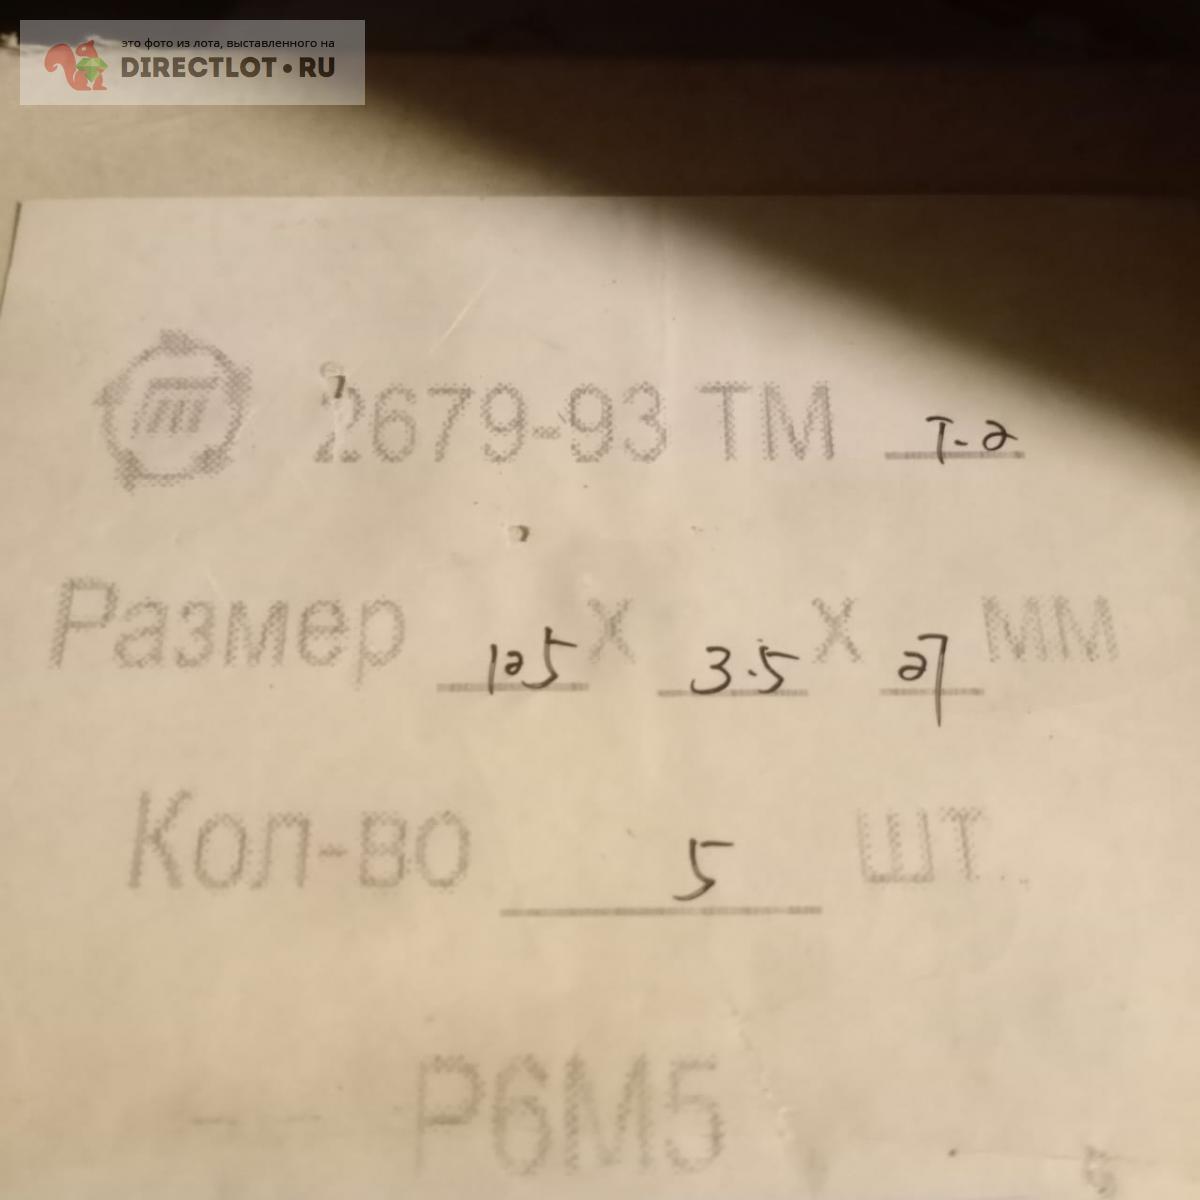 это фото из лота, выставленного на
DIRECTLOT•RU
2679-93 ТМ T-2
Размер 125 X 3.5 X 27 мм
Кол-во 5 шт.
Р6М5